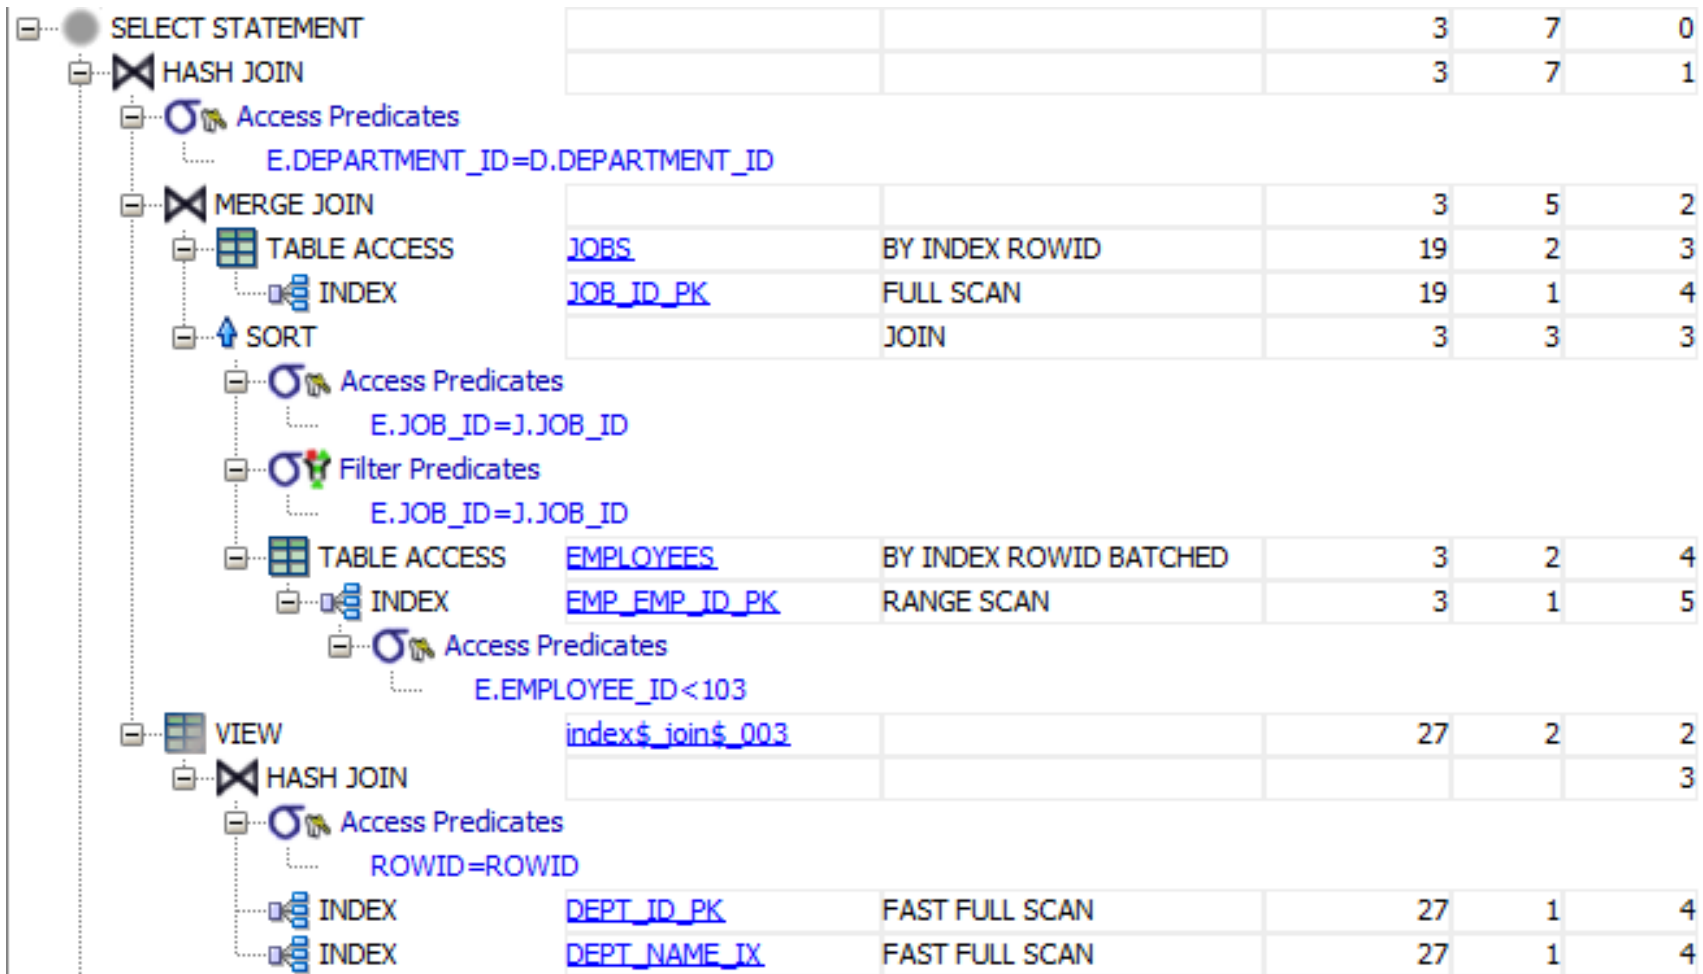 SELECT STATEMENT 3 7 0
HASH JOIN 3 7 1
Access Predicates
E.DEPARTMENT_ID=D.DEPARTMENT_ID
MERGE JOIN 3 5 2
TABLE ACCESS JOBS BY INDEX ROWID 19 2 3
INDEX JOB_ID_PK FULL SCAN 19 1 4
SORT JOIN 3 3 3
Access Predicates
E.JOB_ID=J.JOB_ID
Filter Predicates
E.JOB_ID=J.JOB_ID
TABLE ACCESS EMPLOYEES BY INDEX ROWID BATCHED 3 2 4
INDEX EMP_EMP_ID_PK RANGE SCAN 3 1 5
Access Predicates
E.EMPLOYEE_ID<103
VIEW index$_join$_003 27 2 2
HASH JOIN 3
Access Predicates
ROWID=ROWID
INDEX DEPT_ID_PK FAST FULL SCAN 27 1 4
INDEX DEPT_NAME_IX FAST FULL SCAN 27 1 4